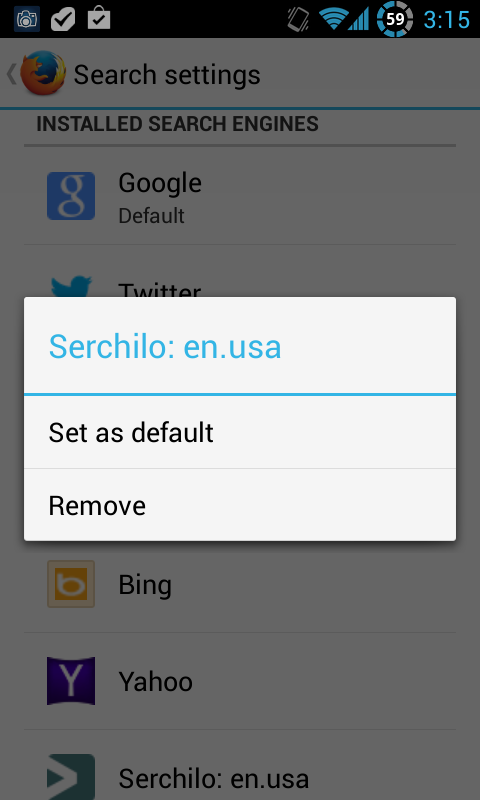 59 3:15
Search settings
INSTALLED SEARCH ENGINES
Google
Default
Twitter
Serchilo: en.usa
Set as default
Remove
Bing
Yahoo
Serchilo: en.usa